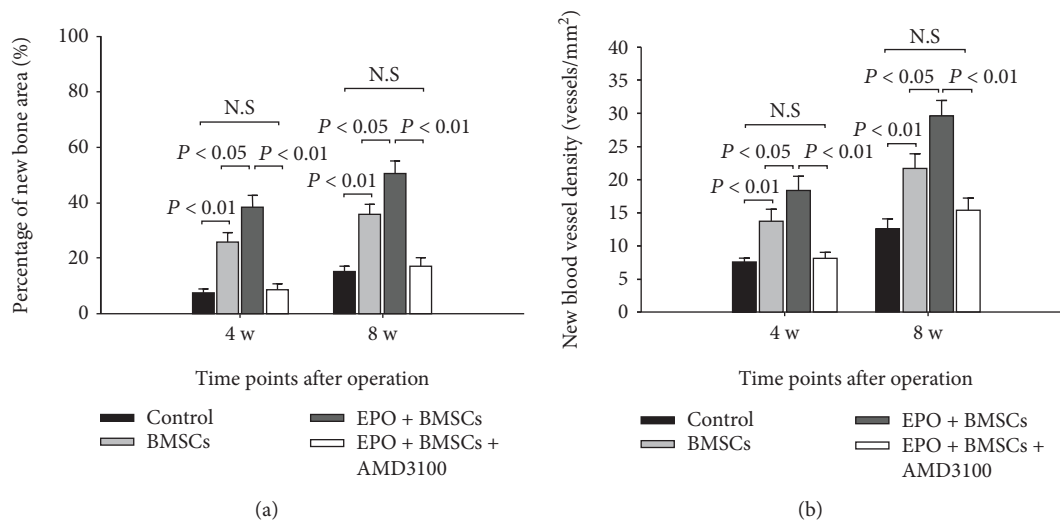 Percentage of new bone area (%)
100
80
60
40
20
0
N.S
P < 0.05
P < 0.01
P < 0.01
N.S
P < 0.05
P < 0.01
P < 0.01
4 w
8 w
Time points after operation
Control
BMSCs
EPO + BMSCs
EPO + BMSCs +
AMD3100
(a)
New blood vessel density (vessels/mm²)
40
35
30
25
20
15
10
5
0
N.S
P < 0.05
P < 0.01
P < 0.01
N.S
P < 0.05
P < 0.01
P < 0.01
4 w
8 w
Time points after operation
Control
BMSCs
EPO + BMSCs
EPO + BMSCs +
AMD3100
(b)